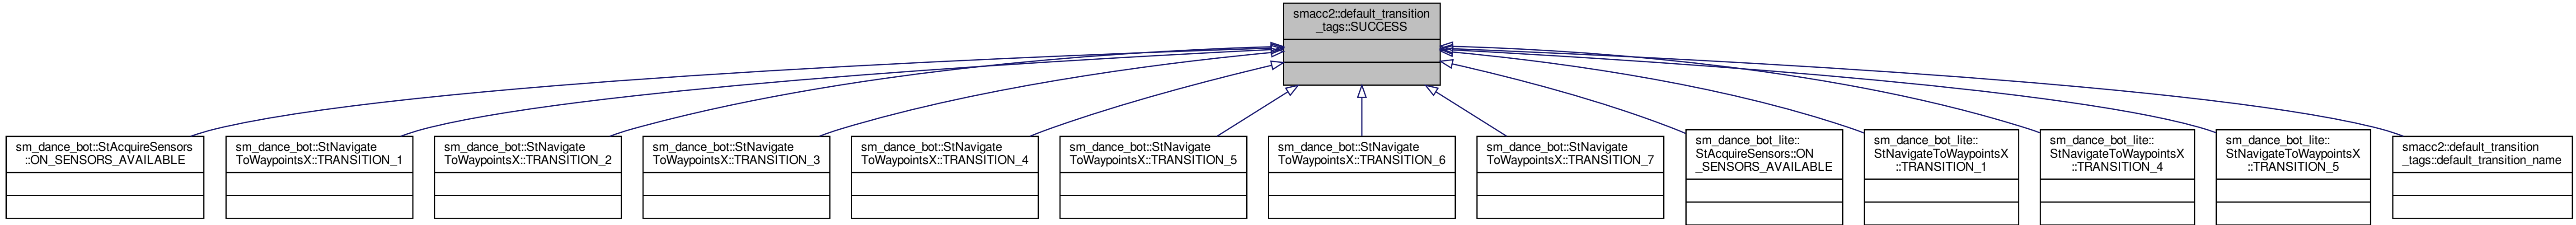 smacc2::default_transition
_tags::SUCCESS
sm_dance_bot::StAcquireSensors
::ON_SENSORS_AVAILABLE
sm_dance_bot::StNavigate
ToWaypointsX::TRANSITION_1
sm_dance_bot::StNavigate
ToWaypointsX::TRANSITION_2
sm_dance_bot::StNavigate
ToWaypointsX::TRANSITION_3
sm_dance_bot::StNavigate
ToWaypointsX::TRANSITION_4
sm_dance_bot::StNavigate
ToWaypointsX::TRANSITION_5
sm_dance_bot::StNavigate
ToWaypointsX::TRANSITION_6
sm_dance_bot::StNavigate
ToWaypointsX::TRANSITION_7
sm_dance_bot_lite::
StAcquireSensors::ON
_SENSORS_AVAILABLE
sm_dance_bot_lite::
StNavigateToWaypointsX
::TRANSITION_1
sm_dance_bot_lite::
StNavigateToWaypointsX
::TRANSITION_4
sm_dance_bot_lite::
StNavigateToWaypointsX
::TRANSITION_5
smacc2::default_transition
_tags::default_transition_name